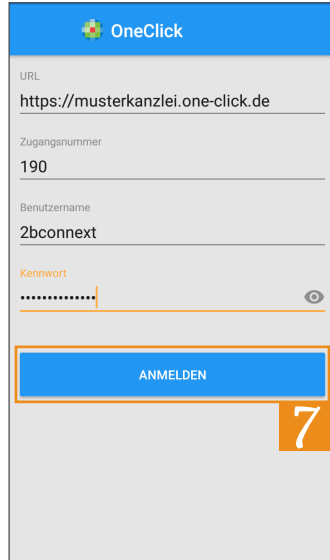 OneClick
URL
https://musterkanzlei.one-click.de
Zugangsnummer
190
Benutzername
2bconnext
Kennwort
••••••••••••••
ANMELDEN
7